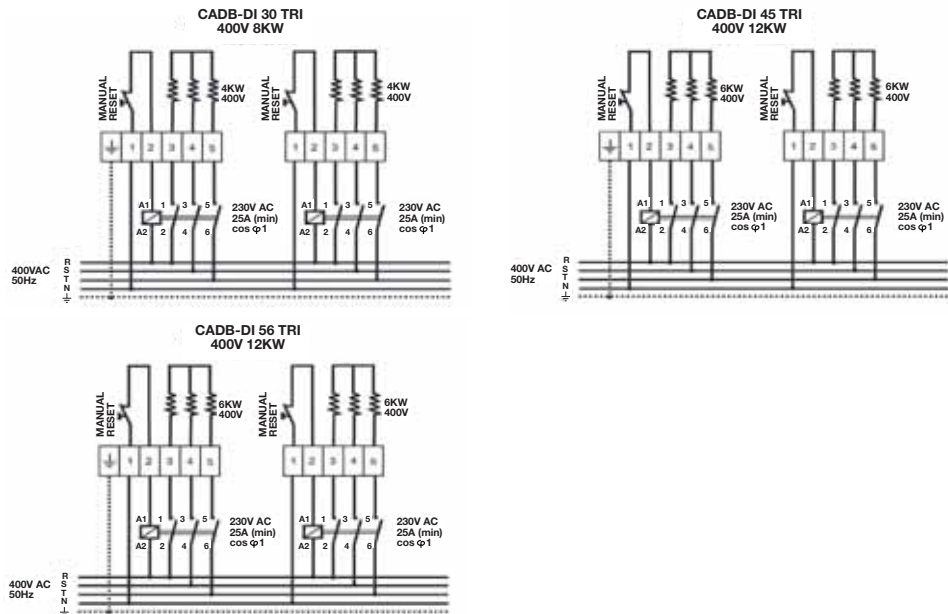 CADB-DI 30 TRI
400V 8KW
MANUAL
RESET
4KW
400V
MANUAL
RESET
4KW
400V
1 2 3 4 5
1 2 3 4 5
A1 1 3 5
A2 2 4 6
230V AC
25A (min)
cos φ1
A1 1 3 5
A2 2 4 6
230V AC
25A (min)
cos φ1
400VAC
50Hz
R
S
T
N
CADB-DI 45 TRI
400V 12KW
MANUAL
RESET
6KW
400V
MANUAL
RESET
6KW
400V
1 2 3 4 5
1 2 3 4 5
A1 1 3 5
A2 2 4 6
230V AC
25A (min)
cos φ1
A1 1 3 5
A2 2 4 6
230V AC
25A (min)
cos φ1
400V AC
50Hz
R
S
T
N
CADB-DI 56 TRI
400V 12KW
MANUAL
RESET
6KW
400V
MANUAL
RESET
6KW
400V
1 2 3 4 5
1 2 3 4 5
A1 1 3 5
A2 2 4 6
230V AC
25A (min)
cos φ1
A1 1 3 5
A2 2 4 6
230V AC
25A (min)
cos φ1
400V AC
50Hz
R
S
T
N